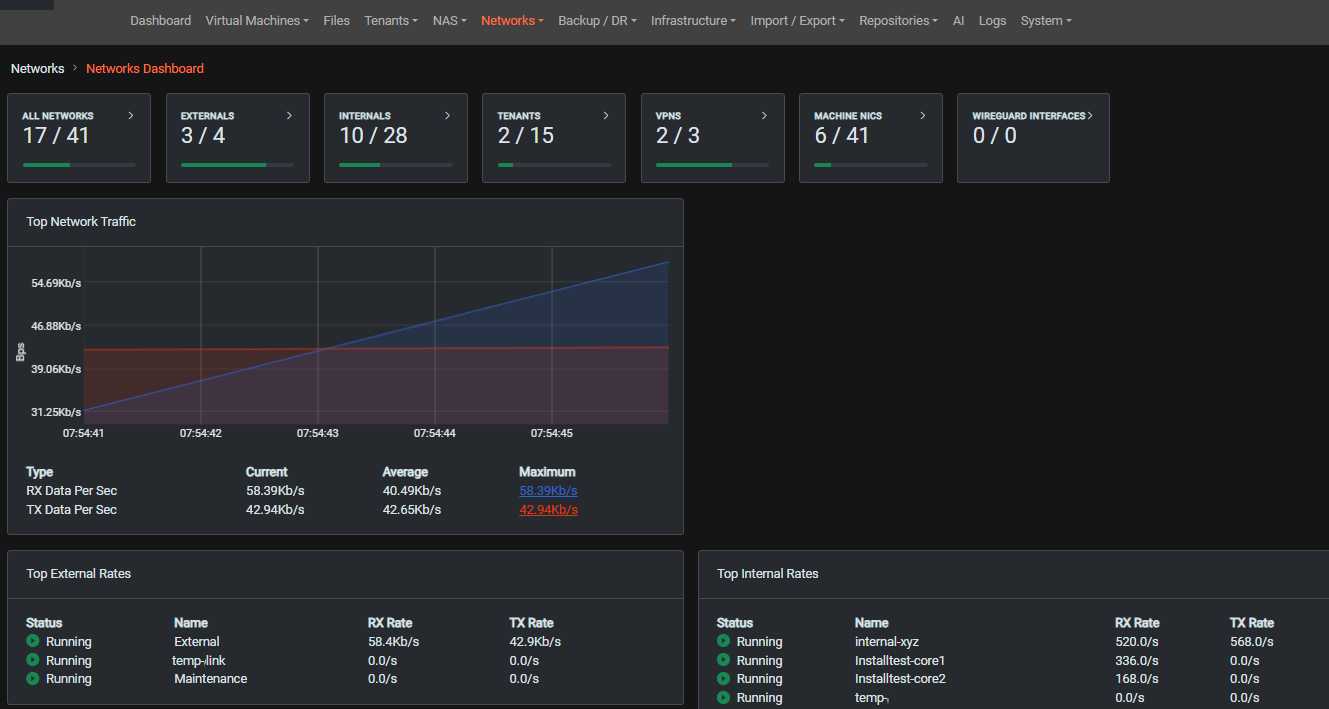 Dashboard Virtual Machines Files Tenants NAS Networks Backup / DR Infrastructure Import / Export Repositories AI Logs System
Networks > Networks Dashboard
ALL NETWORKS
17 / 41
EXTERNALS
3 / 4
INTERNALS
10 / 28
TENANTS
2 / 15
VPNS
2 / 3
MACHINE NICS
6 / 41
WIREGUARD INTERFACES
0 / 0
Top Network Traffic
54.69Kb/s
46.88Kb/s
39.06Kb/s
31.25Kb/s
Bps
07:54:41 07:54:42 07:54:43 07:54:44 07:54:45
Type Current Average Maximum
RX Data Per Sec 58.39Kb/s 40.49Kb/s 58.39Kb/s
TX Data Per Sec 42.94Kb/s 42.65Kb/s 42.94Kb/s
Top External Rates
Status Name RX Rate TX Rate
Running External 58.4Kb/s 42.9Kb/s
Running temp-link 0.0/s 0.0/s
Running Maintenance 0.0/s 0.0/s
Top Internal Rates
Status Name RX Rate TX Rate
Running internal-xyz 520.0/s 568.0/s
Running Installtest-core1 336.0/s 0.0/s
Running Installtest-core2 168.0/s 0.0/s
Running temp- 0.0/s 0.0/s